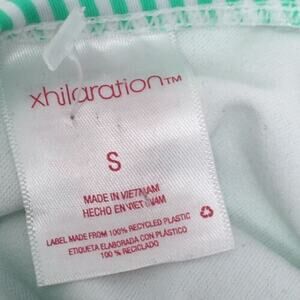 xhilaration™
S
MADE IN VIETNAM
HECHO EN VIETNAM
LABEL MADE FROM 100% RECYCLED PLASTIC
ETIQUETA ELABORADA CON PLÁSTICO
100 % RECICLADO